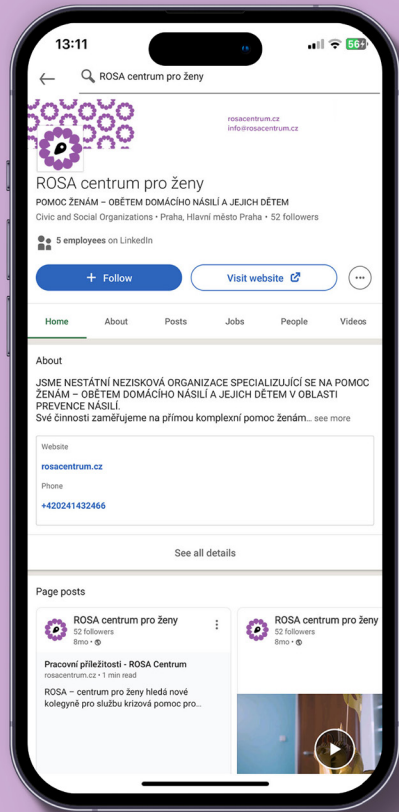 13:11
56
ROSA centrum pro ženy
rosacentrum.cz
info@rosacentrum.cz
ROSA centrum pro ženy
POMOC ŽENÁM – OBĚTEM DOMÁCÍHO NÁSILÍ A JEJICH DĚTEM
Civic and Social Organizations • Praha, Hlavní město Praha • 52 followers
5 employees on LinkedIn
+ Follow
Visit website
Home About Posts Jobs People Videos
About
JSME NESTÁTNÍ NEZISKOVÁ ORGANIZACE SPECIALIZUJÍCÍ SE NA POMOC
ŽENÁM – OBĚTEM DOMÁCÍHO NÁSILÍ A JEJICH DĚTEM V OBLASTI
PREVENCE NÁSILÍ.
Své činnosti zaměřujeme na přímou komplexní pomoc ženám... see more
Website
rosacentrum.cz
Phone
+420241432466
See all details
Page posts
ROSA centrum pro ženy
52 followers
8mo •
Pracovní příležitosti - ROSA Centrum
rosacentrum.cz • 1 min read
ROSA – centrum pro ženy hledá nové
kolegyně pro službu krizová pomoc pro...
ROSA centrum pro ženy
52 followers
8mo •